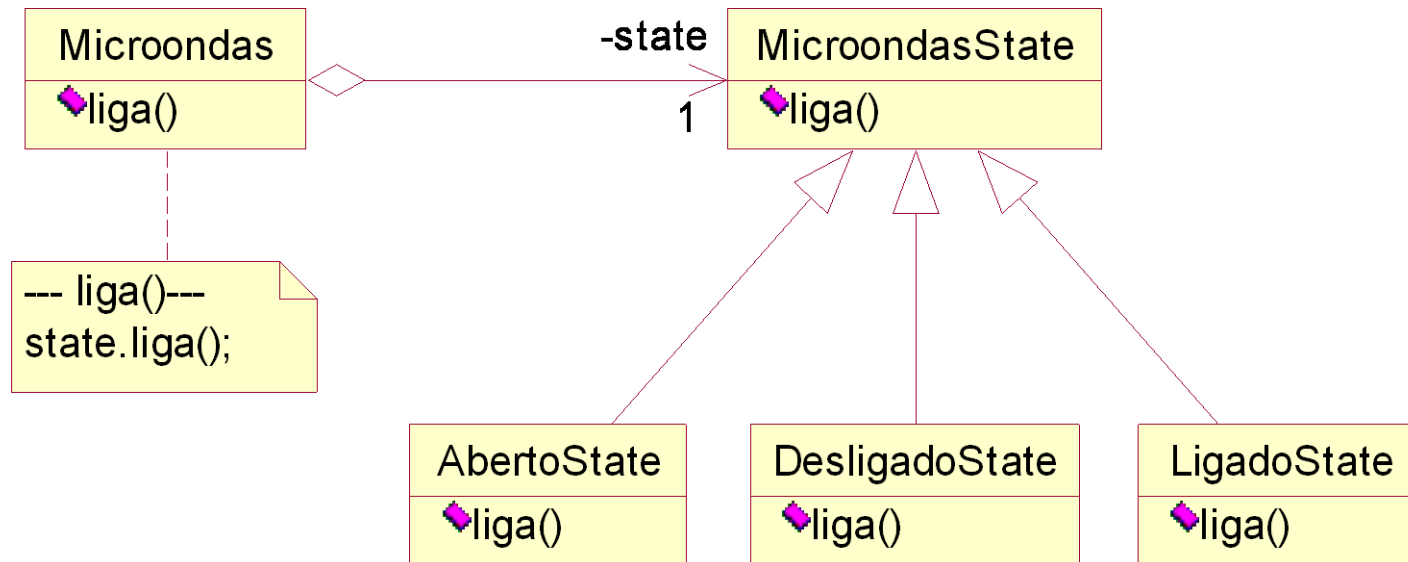 Microondas
liga()
-state
1
MicroondasState
liga()
--- liga()---
state.liga();
AbertoState
liga()
DesligadoState
liga()
LigadoState
liga()